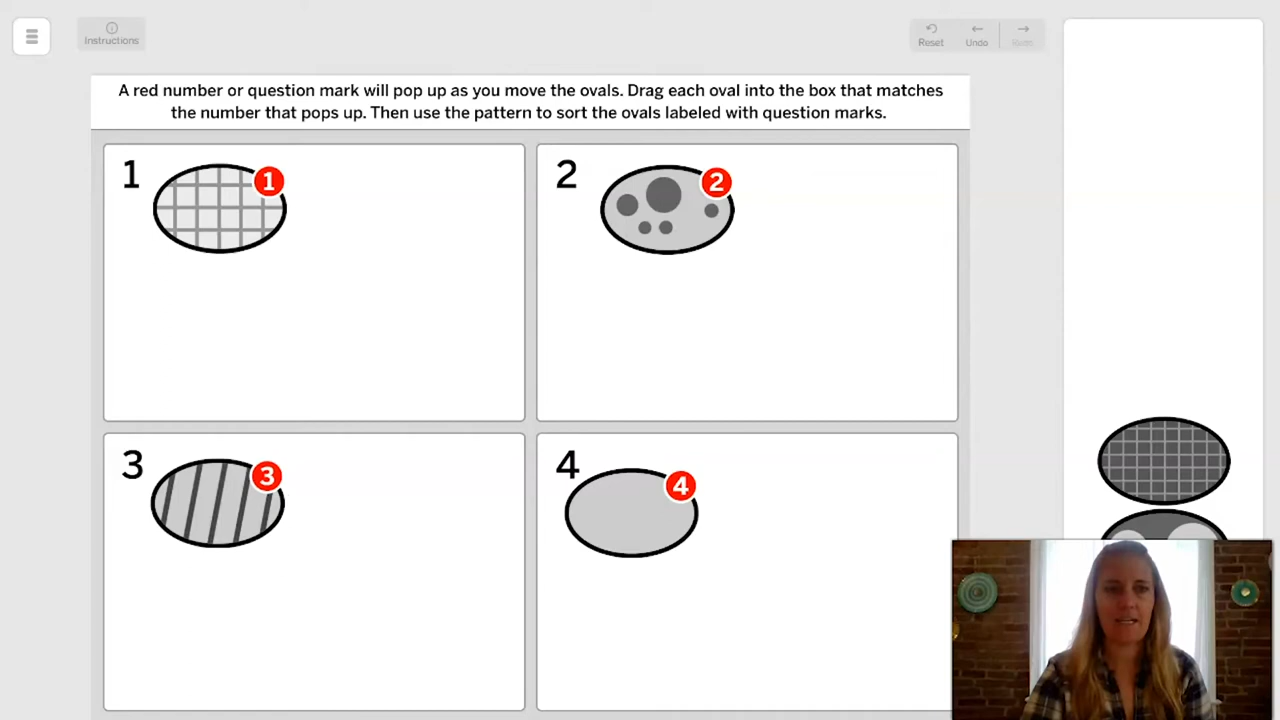 Instructions
Reset
Undo
Redo
A red number or question mark will pop up as you move the ovals. Drag each oval into the box that matches
the number that pops up. Then use the pattern to sort the ovals labeled with question marks.
1
1
2
2
3
3
4
4